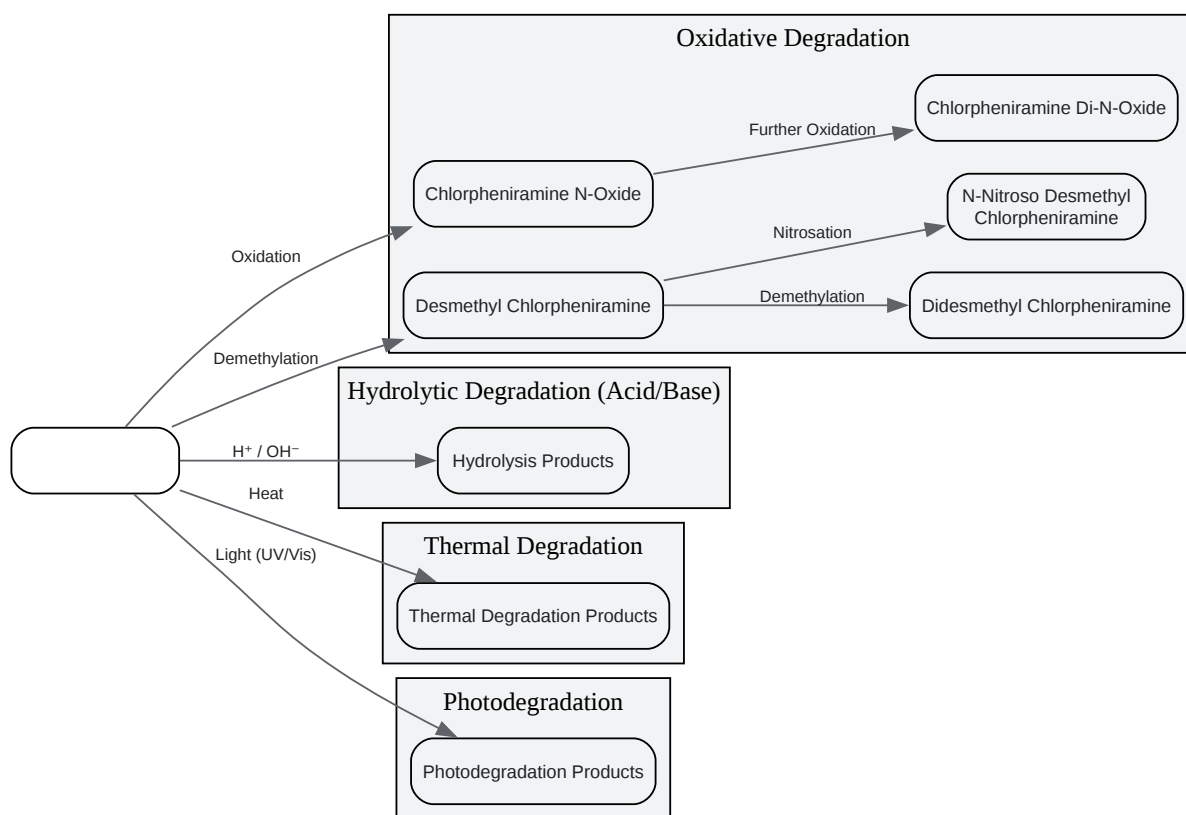 Oxidative Degradation
Chlorpheniramine Di-N-Oxide
Further Oxidation
Chlorpheniramine N-Oxide
N-Nitroso Desmethyl
Chlorpheniramine
Nitrosation
Oxidation
Desmethyl Chlorpheniramine
Demethylation
Didesmethyl Chlorpheniramine
Demethylation
Hydrolytic Degradation (Acid/Base)
H⁺ / OH⁻
Hydrolysis Products
Heat
Thermal Degradation
Light (UV/Vis)
Thermal Degradation Products
Photodegradation
Photodegradation Products